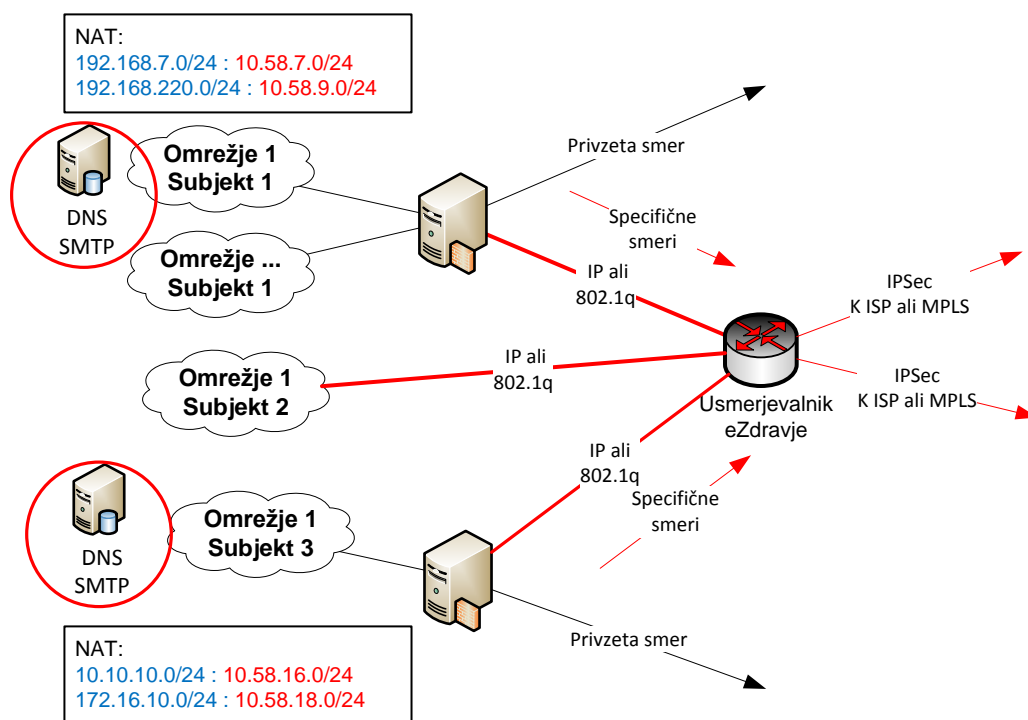 NAT:
192.168.7.0/24 : 10.58.7.0/24
192.168.220.0/24 : 10.58.9.0/24
DNS
SMTP
Omrežje 1
Subjekt 1
Omrežje ...
Subjekt 1
Privzeta smer
Specifične
smeri
IP ali
802.1q
IPSec
K ISP ali MPLS
Omrežje 1
Subjekt 2
IP ali
802.1q
Usmerjevalnik
eZdravje
IPSec
K ISP ali MPLS
IP ali
802.1q
Specifične
smeri
DNS
SMTP
Omrežje 1
Subjekt 3
Privzeta smer
NAT:
10.10.10.0/24 : 10.58.16.0/24
172.16.10.0/24 : 10.58.18.0/24